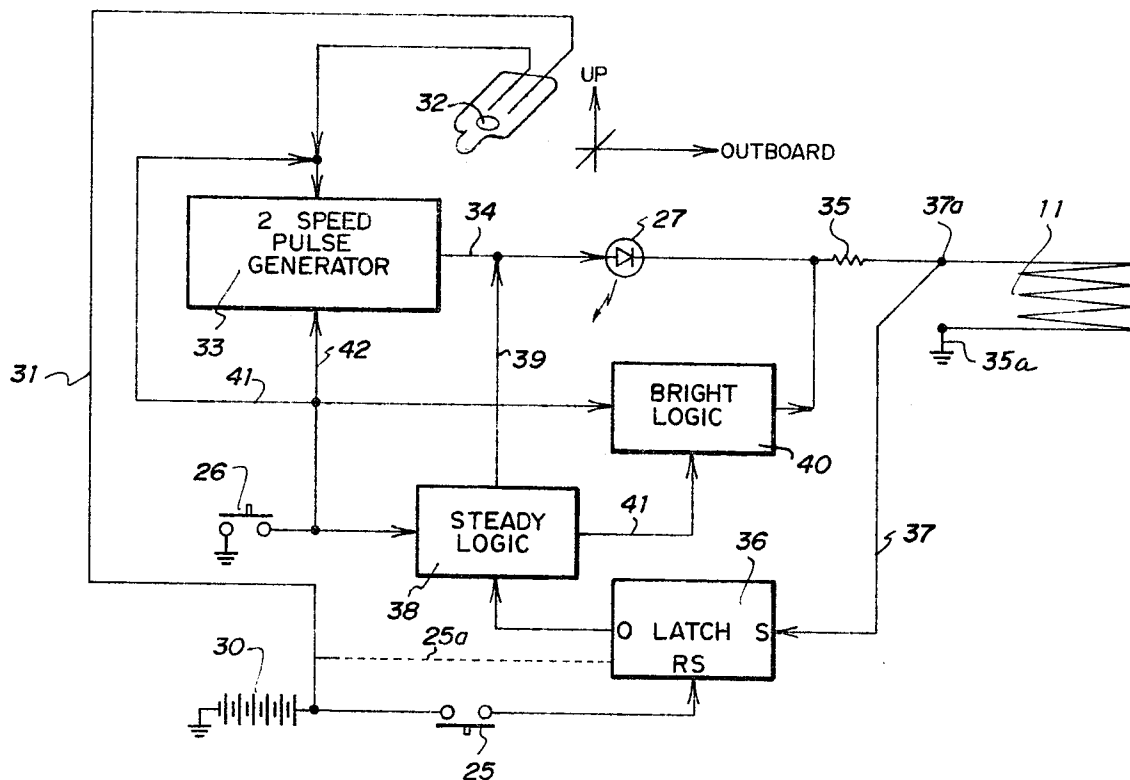 UP
32
OUTBOARD
2 SPEED
PULSE
GENERATOR
33
34
27
35
37a
11
35a
31
41
42
39
BRIGHT
LOGIC
40
26
STEADY
LOGIC
38
41
36
37
O LATCH S
RS
25a
30
25